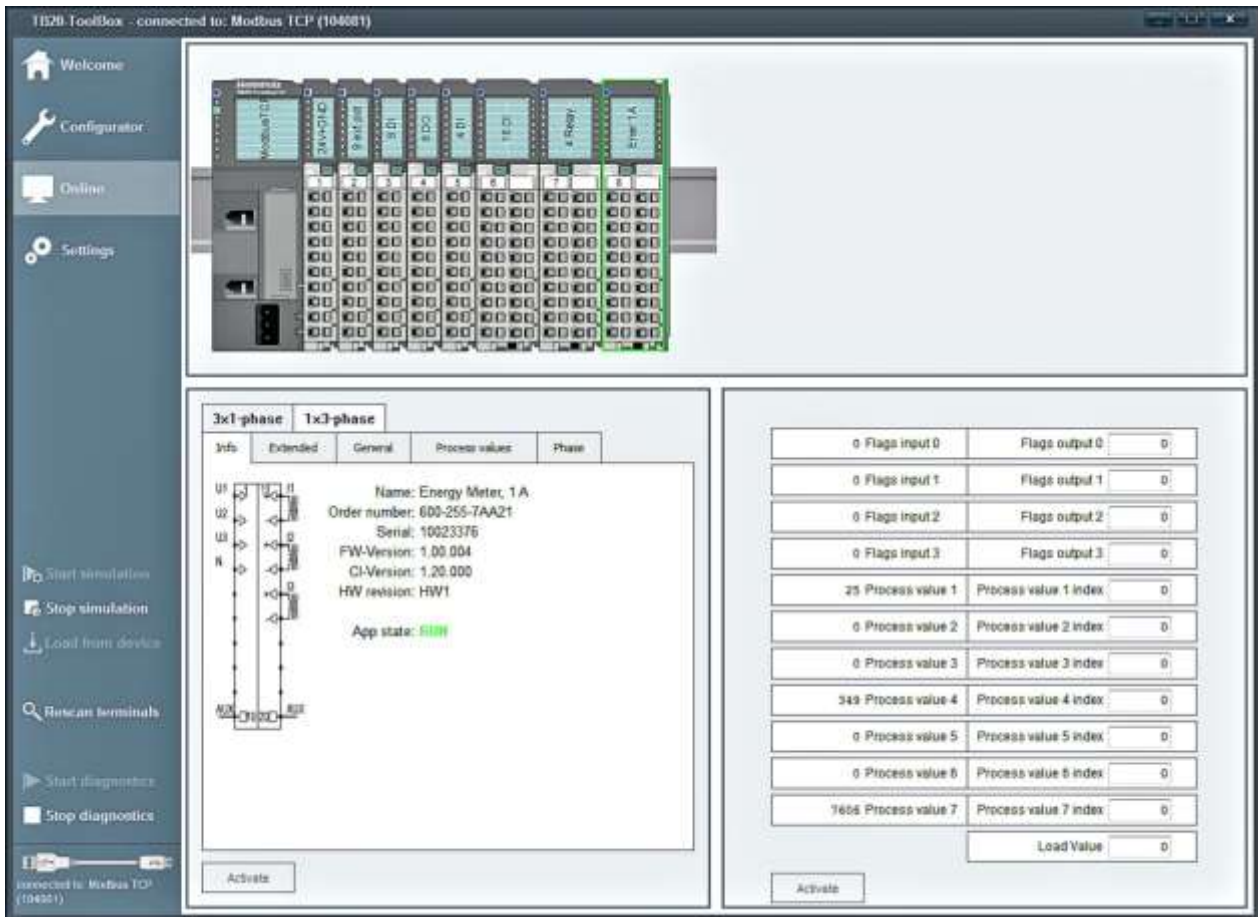 TB20-ToolBox - connected to: Modbus TCP (104081)
Welcome
Configurator
Online
Settings
Start simulation
Stop simulation
Load from device
Rescan terminals
Start diagnostics
Stop diagnostics
connected to: Modbus TCP
(104081)
ModbusTCP
24V+GND
8 DI
8 DO
4 DI
16 DI
4 Relay
1 2 3 4 5 6 7 8
3x1-phase 1x3-phase
Info Extended General Process values Phase
U1 I1
U2
U3 I2
N
I3
AUX AUX
Name: Energy Meter, 1 A
Order number: 600-255-7AA21
Serial: 10023376
FW-Version: 1.00.004
CI-Version: 1.20.000
HW revision: HW1
App state: RUN
Activate
0 Flags input 0 Flags output 0 0
0 Flags input 1 Flags output 1 0
0 Flags input 2 Flags output 2 0
0 Flags input 3 Flags output 3 0
25 Process value 1 Process value 1 index 0
0 Process value 2 Process value 2 index 0
0 Process value 3 Process value 3 index 0
349 Process value 4 Process value 4 index 0
0 Process value 5 Process value 5 index 0
0 Process value 6 Process value 6 index 0
7606 Process value 7 Process value 7 index 0
Load Value 0
Activate